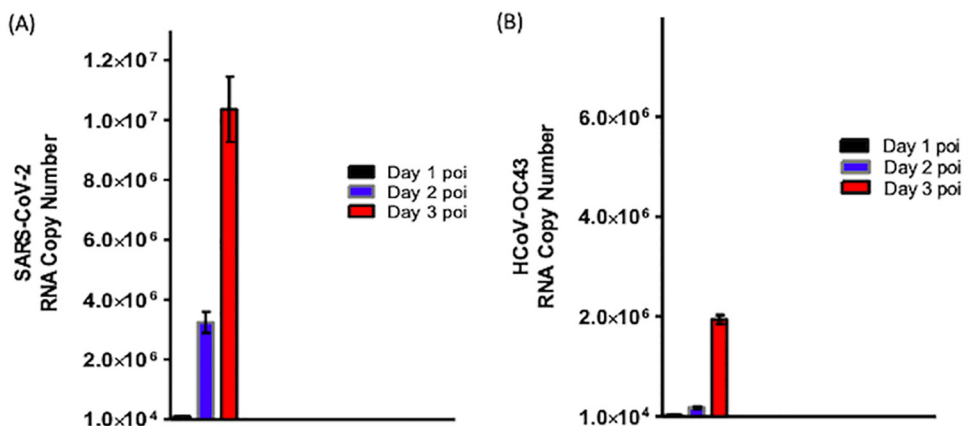 (A)
SARS-CoV-2
RNA Copy Number
1.2×10⁷
1.0×10⁷
8.0×10⁶
6.0×10⁶
4.0×10⁶
2.0×10⁶
1.0×10⁴
Day 1 poi
Day 2 poi
Day 3 poi
(B)
HCoV-OC43
RNA Copy Number
6.0×10⁶
4.0×10⁶
2.0×10⁶
1.0×10⁴
Day 1 poi
Day 2 poi
Day 3 poi